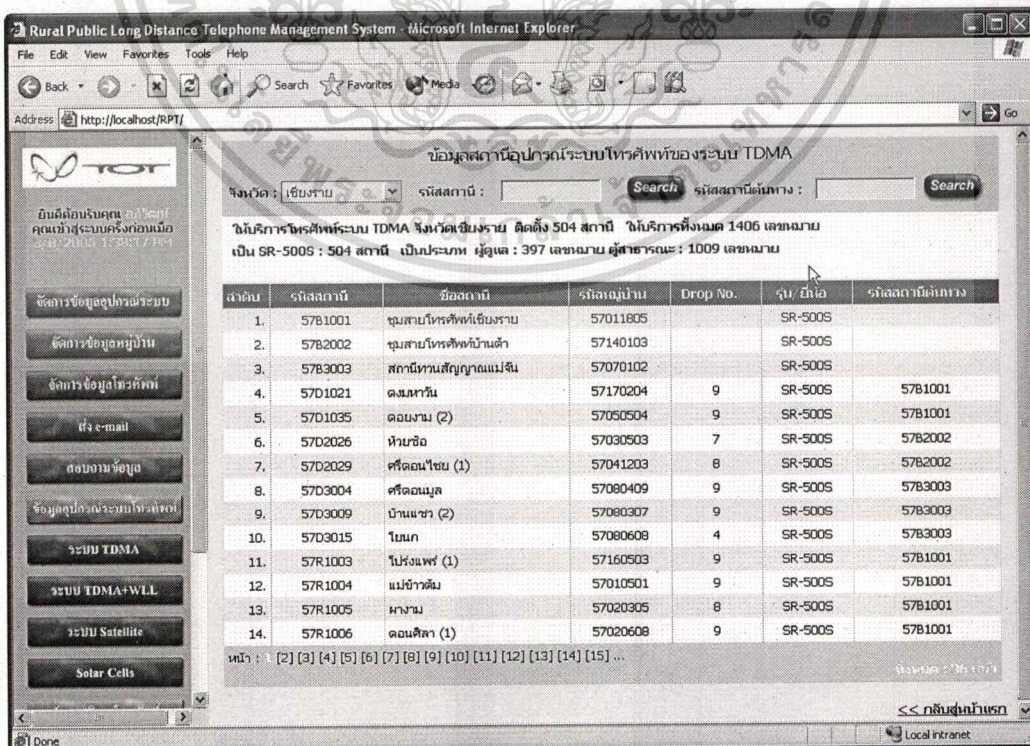 Rural Public Long Distance Telephone Management System - Microsoft Internet Explorer
File Edit View Favorites Tools Help
Back Search Favorites Media
Address http://localhost/RPT/ Go
TOT
ยินดีต้อนรับคุณ
คุณเข้าสู่ระบบครั้งก่อนเมื่อ
จัดการข้อมูลอุปกรณ์ระบบ
จัดการข้อมูลหมู่บ้าน
จัดการข้อมูลโทรศัพท์
ส่ง e-mail
สอบถามข้อมูล
ข้อมูลอุปกรณ์ระบบโทรศัพท์
ระบบ TDMA
ระบบ TDMA+WLL
ระบบ Satellite
Solar Cells
ข้อมูลสถานีอุปกรณ์ระบบโทรศัพท์ของระบบ TDMA
จังหวัด : เชียงราย รหัสสถานี : Search รหัสสถานีต้นทาง : Search
ให้บริการโทรศัพท์ระบบ TDMA จังหวัดเชียงราย ติดตั้ง 504 สถานี ให้บริการทั้งหมด 1406 เลขหมาย
เป็น SR-500S : 504 สถานี เป็นประเภท ผู้ดูแล : 397 เลขหมาย ตู้สาธารณะ : 1009 เลขหมาย
ลำดับ รหัสสถานี ชื่อสถานี รหัสหมู่บ้าน Drop No. รุ่น/ยี่ห้อ รหัสสถานีต้นทาง
1. 57B1001 ชุมสายโทรศัพท์เชียงราย 57011805 SR-500S
2. 57B2002 ชุมสายโทรศัพท์บ้านต้า 57140103 SR-500S
3. 57B3003 สถานีทวนสัญญาณแม่จัน 57070102 SR-500S
4. 57D1021 ดงมหาวัน 57170204 9 SR-500S 57B1001
5. 57D1035 ดอยงาม (2) 57050504 9 SR-500S 57B1001
6. 57D2026 ห้วยซ้อ 57030503 7 SR-500S 57B2002
7. 57D2029 ศรีดอนไชย (1) 57041203 8 SR-500S 57B2002
8. 57D3004 ศรีดอนมูล 57080409 9 SR-500S 57B3003
9. 57D3009 บ้านแซว (2) 57080307 9 SR-500S 57B3003
10. 57D3015 โยนก 57080608 4 SR-500S 57B3003
11. 57R1003 โป่งแพร่ (1) 57160503 9 SR-500S 57B1001
12. 57R1004 แม่ข้าวต้ม 57010501 9 SR-500S 57B1001
13. 57R1005 ผางาม 57020305 8 SR-500S 57B1001
14. 57R1006 ดอนศิลา (1) 57020608 9 SR-500S 57B1001
หน้า : 1 [2] [3] [4] [5] [6] [7] [8] [9] [10] [11] [12] [13] [14] [15] ...
<< กลับสู่หน้าแรก
Done Local intranet